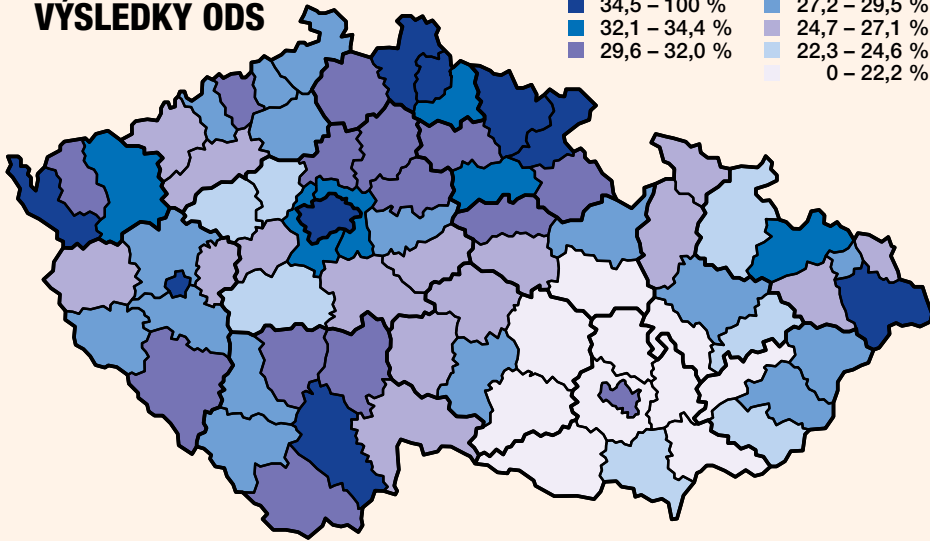 VÝSLEDKY ODS
34,5 – 100 %
32,1 – 34,4 %
29,6 – 32,0 %
27,2 – 29,5 %
24,7 – 27,1 %
22,3 – 24,6 %
0 – 22,2 %